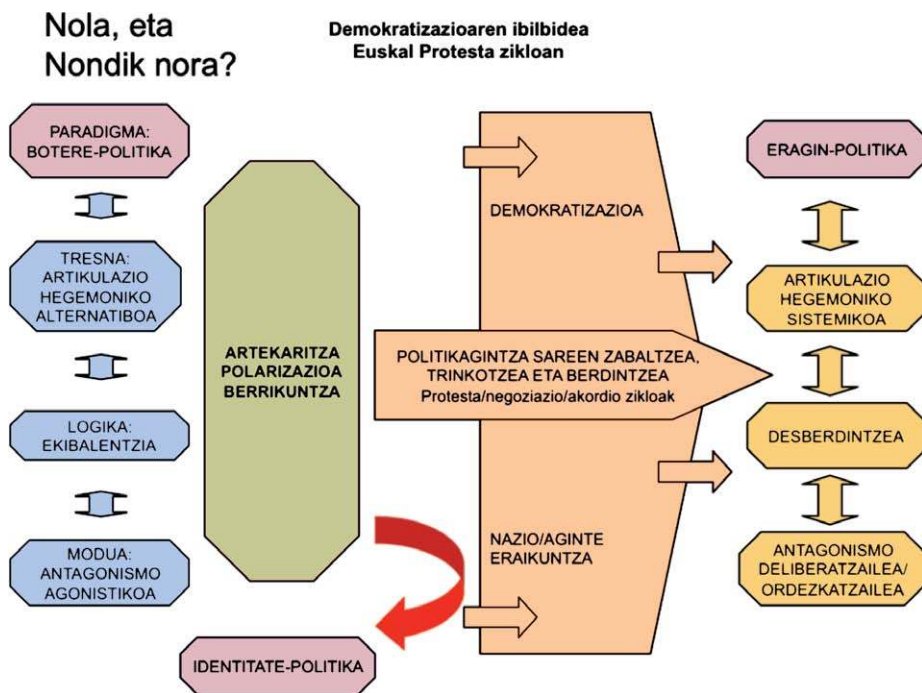 Nola, eta
Nondik nora?
Demokratizazioaren ibilbidea
Euskal Protesta zikloan
PARADIGMA:
BOTERE-POLITIKA
TRESNA:
ARTIKULAZIO
HEGEMONIKO
ALTERNATIBOA
LOGIKA:
EKIBALENTZIA
MODUA:
ANTAGONISMO
AGONISTIKOA
ARTEKARITZA
POLARIZAZIOA
BERRIKUNTZA
IDENTITATE-POLITIKA
DEMOKRATIZAZIOA
POLITIKAGINTZA SAREEN ZABALTZEA,
TRINKOTZEA ETA BERDINTZEA
Protesta/negoziazio/akordio zikloak
NAZIO/AGINTE
ERAIKUNTZA
ERAGIN-POLITIKA
ARTIKULAZIO
HEGEMONIKO
SISTEMIKOA
DESBERDINTZEA
ANTAGONISMO
DELIBERATZAILEA/
ORDEZKATZAILEA